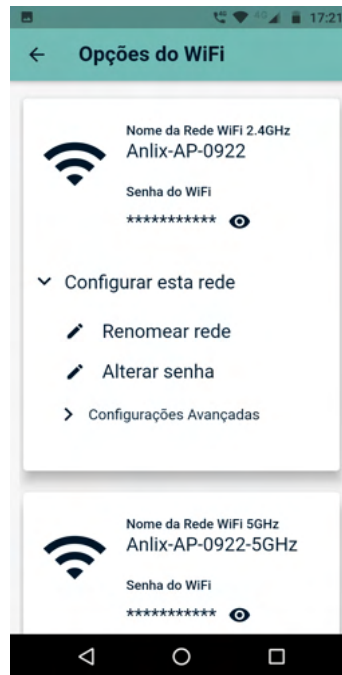 4G 17:21
Opções do WiFi
Nome da Rede WiFi 2.4GHz
Anlix-AP-0922
Senha do WiFi
***********
Configurar esta rede
Renomear rede
Alterar senha
Configurações Avançadas
Nome da Rede WiFi 5GHz
Anlix-AP-0922-5GHz
Senha do WiFi
***********